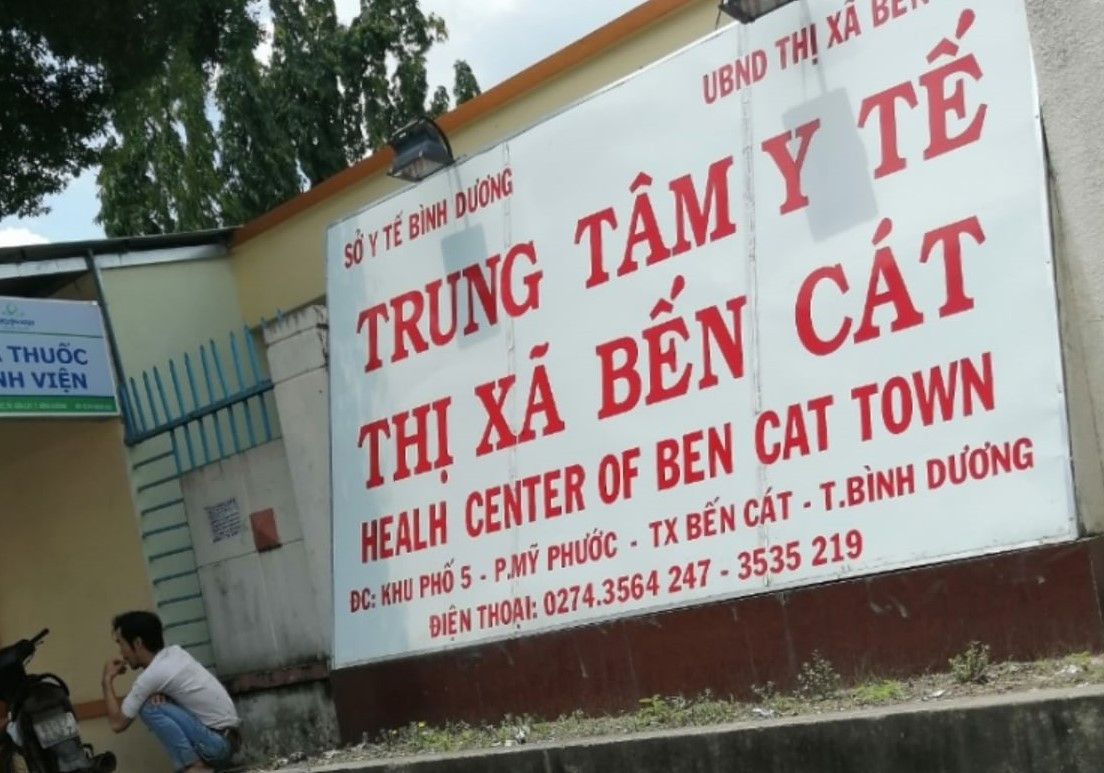 SỞ Y TẾ BÌNH DƯƠNG
UBND THỊ XÃ BẾN
TRUNG TÂM Y TẾ
THỊ XÃ BẾN CÁT
HEALH CENTER OF BEN CAT TOWN
ĐC: KHU PHỐ 5 - P.MỸ PHƯỚC - TX BẾN CÁT - T.BÌNH DƯƠNG
ĐIỆN THOẠI: 0274.3564 247 - 3535 219
THUỐC
VIỆN